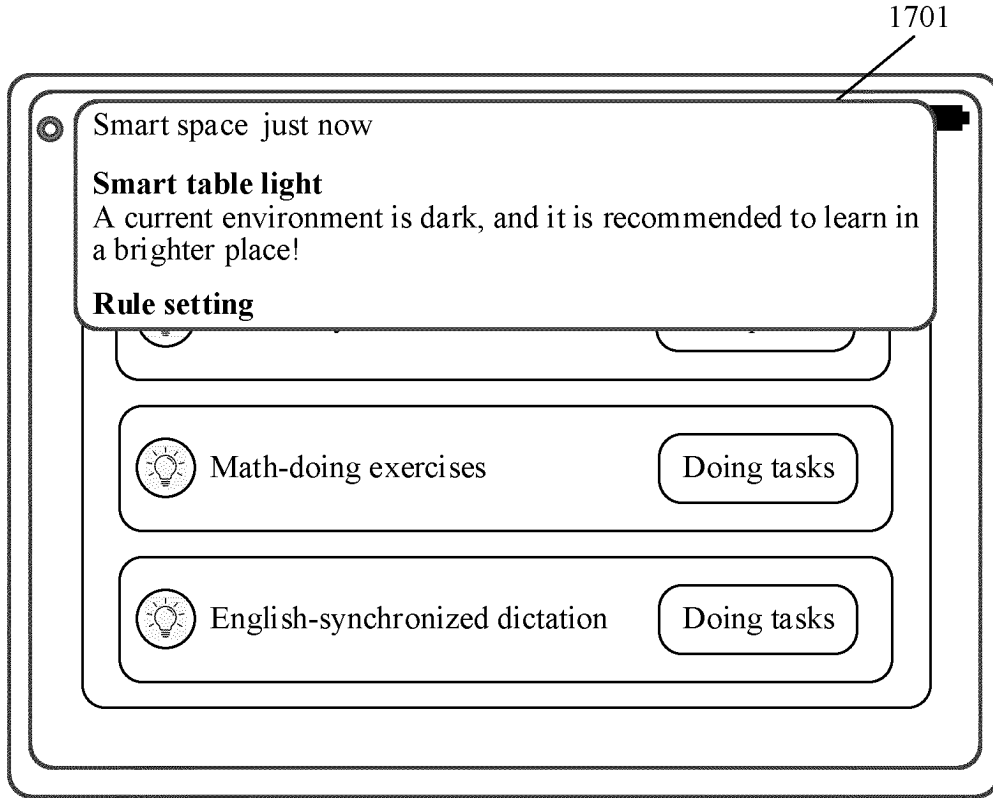 1701
Smart space just now
Smart table light
A current environment is dark, and it is recommended to learn in
a brighter place!
Rule setting
Math-doing exercises
Doing tasks
English-synchronized dictation
Doing tasks